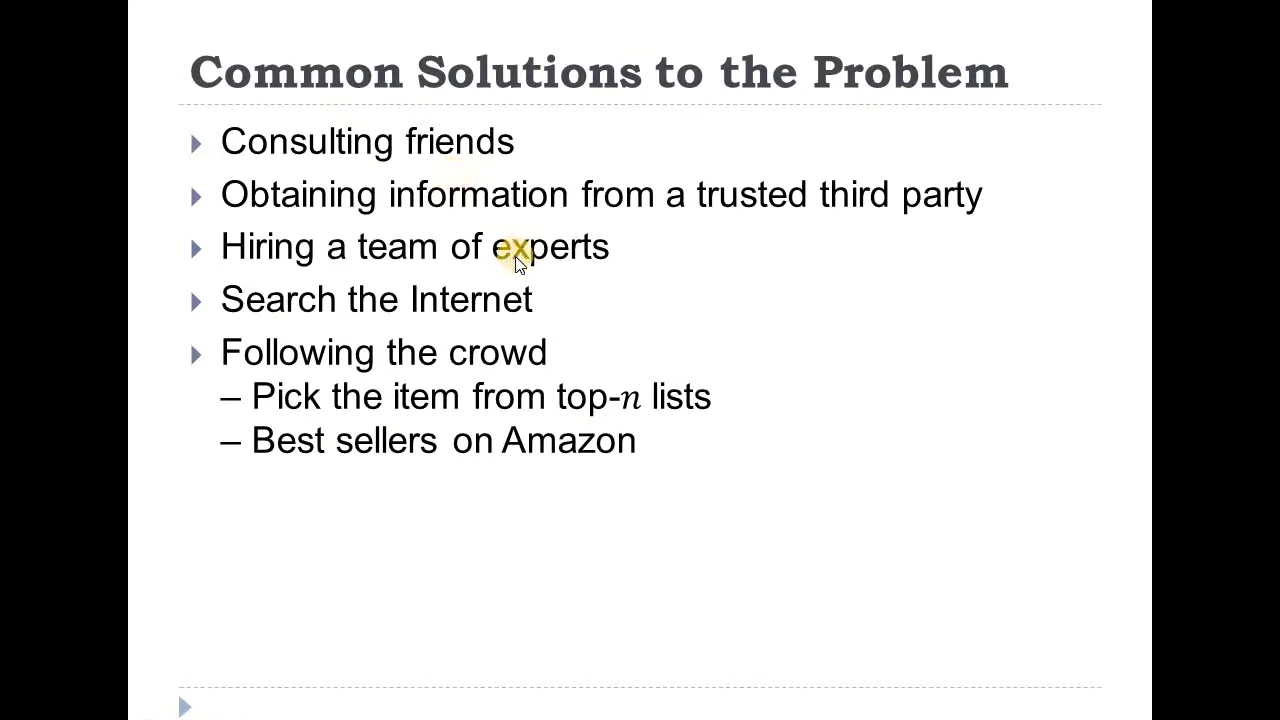 Common Solutions to the Problem
Consulting friends
Obtaining information from a trusted third party
Hiring a team of experts
Search the Internet
Following the crowd
– Pick the item from top-n lists
– Best sellers on Amazon